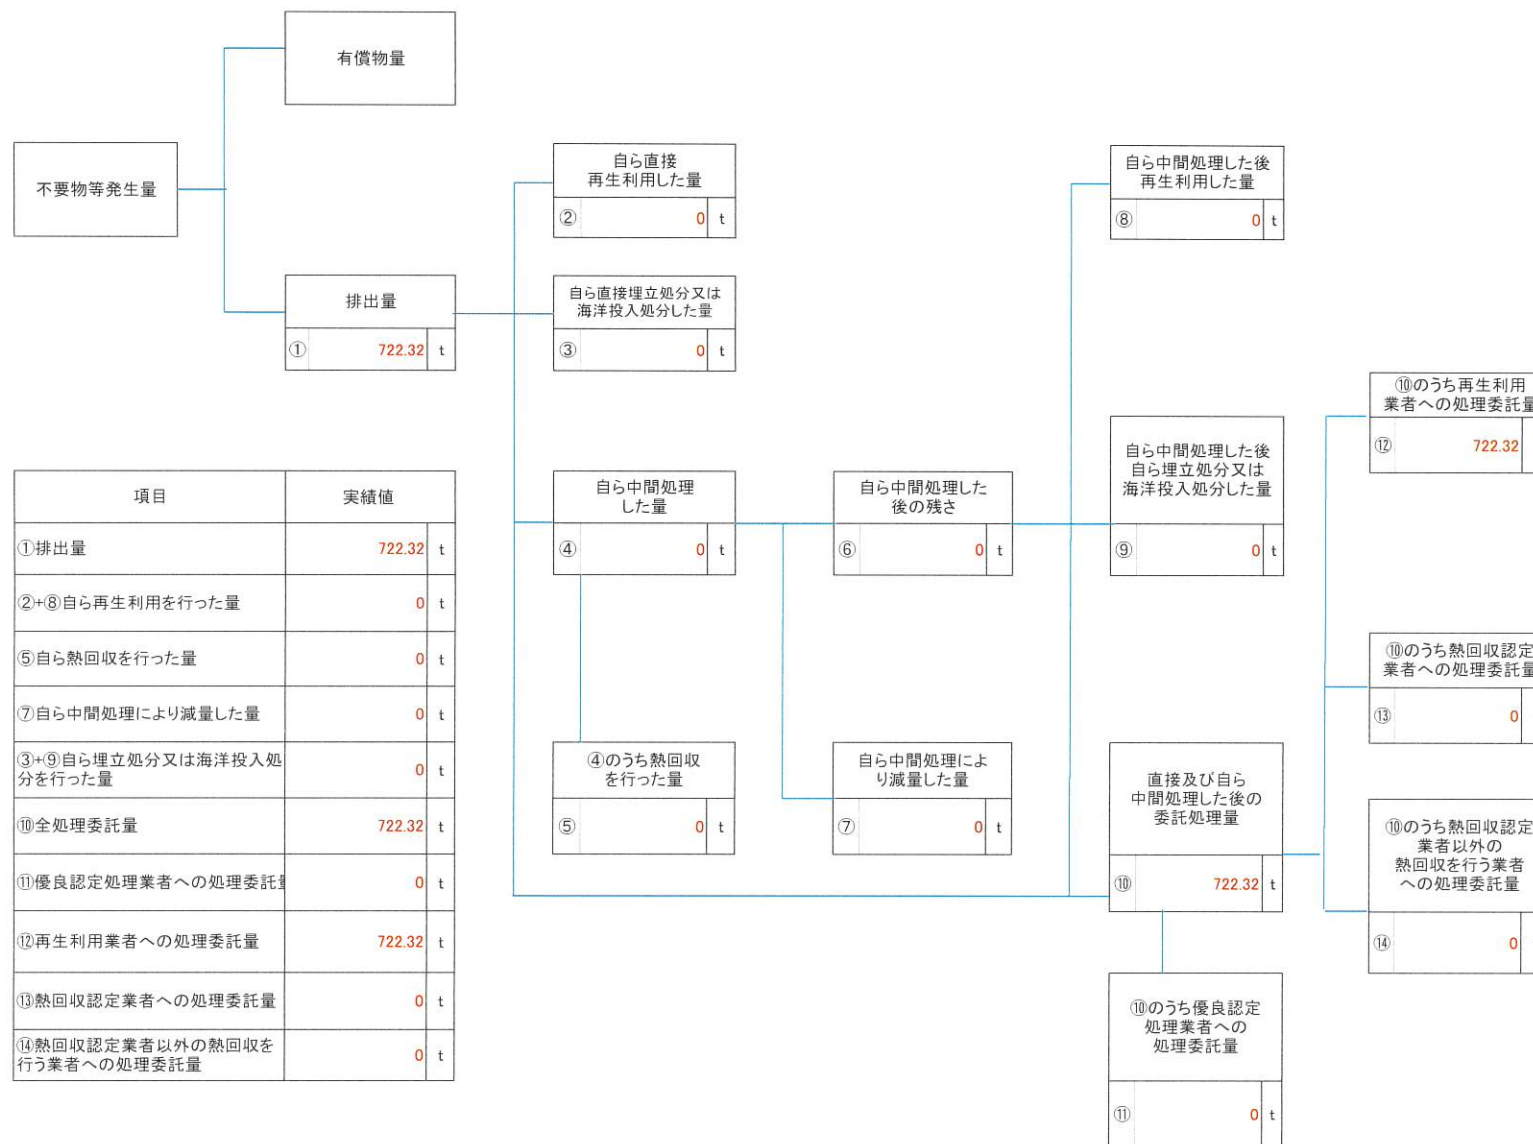 有償物量
不要物等発生量
排出量
① 722.32 t
自ら直接
再生利用した量
② 0 t
自ら直接埋立処分又は
海洋投入処分した量
③ 0 t
自ら中間処理
した量
④ 0 t
④のうち熱回収
を行った量
⑤ 0 t
自ら中間処理した
後の残さ
⑥ 0 t
自ら中間処理によ
り減量した量
⑦ 0 t
自ら中間処理した後
再生利用した量
⑧ 0 t
自ら中間処理した後
自ら埋立処分又は
海洋投入処分した量
⑨ 0 t
直接及び自ら
中間処理した後の
委託処理量
⑩ 722.32 t
⑩のうち優良認定
処理業者への
処理委託量
⑪ 0 t
⑩のうち再生利用
業者への処理委託量
⑫ 722.32
⑩のうち熱回収認定
業者への処理委託量
⑬ 0
⑩のうち熱回収認定
業者以外の
熱回収を行う業者
への処理委託量
⑭ 0
項目 実績値
①排出量 722.32 t
②+⑧自ら再生利用を行った量 0 t
⑤自ら熱回収を行った量 0 t
⑦自ら中間処理により減量した量 0 t
③+⑨自ら埋立処分又は海洋投入処
分を行った量 0 t
⑩全処理委託量 722.32 t
⑪優良認定処理業者への処理委託量 0 t
⑫再生利用業者への処理委託量 722.32 t
⑬熱回収認定業者への処理委託量 0 t
⑭熱回収認定業者以外の熱回収を
行う業者への処理委託量 0 t